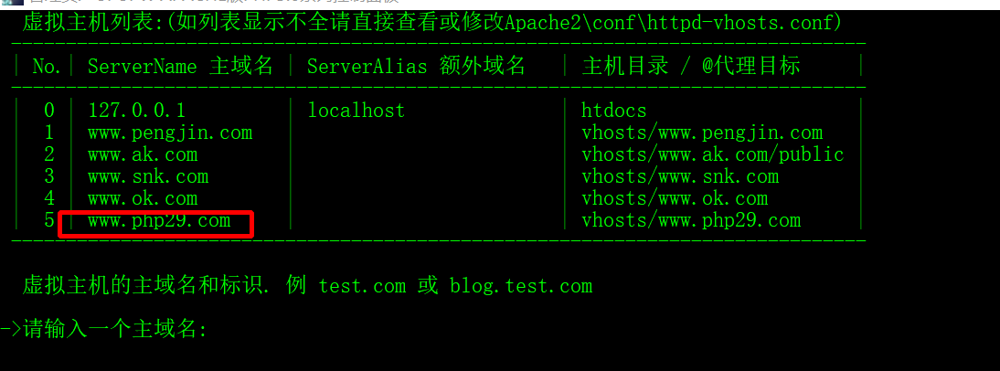 虚拟主机列表:(如列表显示不全请直接查看或修改Apache2\conf\httpd-vhosts.conf)
| No.| ServerName 主域名 | ServerAlias 额外域名 | 主机目录 / @代理目标 |
| 0 | 127.0.0.1 | localhost | htdocs |
| 1 | www.pengjin.com | | vhosts/www.pengjin.com |
| 2 | www.ak.com | | vhosts/www.ak.com/public |
| 3 | www.snk.com | | vhosts/www.snk.com |
| 4 | www.ok.com | | vhosts/www.ok.com |
| 5 | www.php29.com | | vhosts/www.php29.com |
虚拟主机的主域名和标识. 例 test.com 或 blog.test.com
->请输入一个主域名: